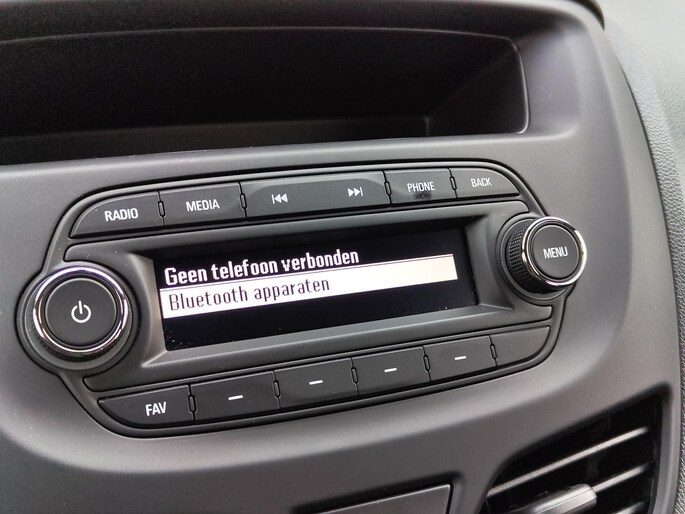 RADIO
MEDIA
PHONE
BACK
Geen telefoon verbonden
Bluetooth apparaten
MENU
FAV